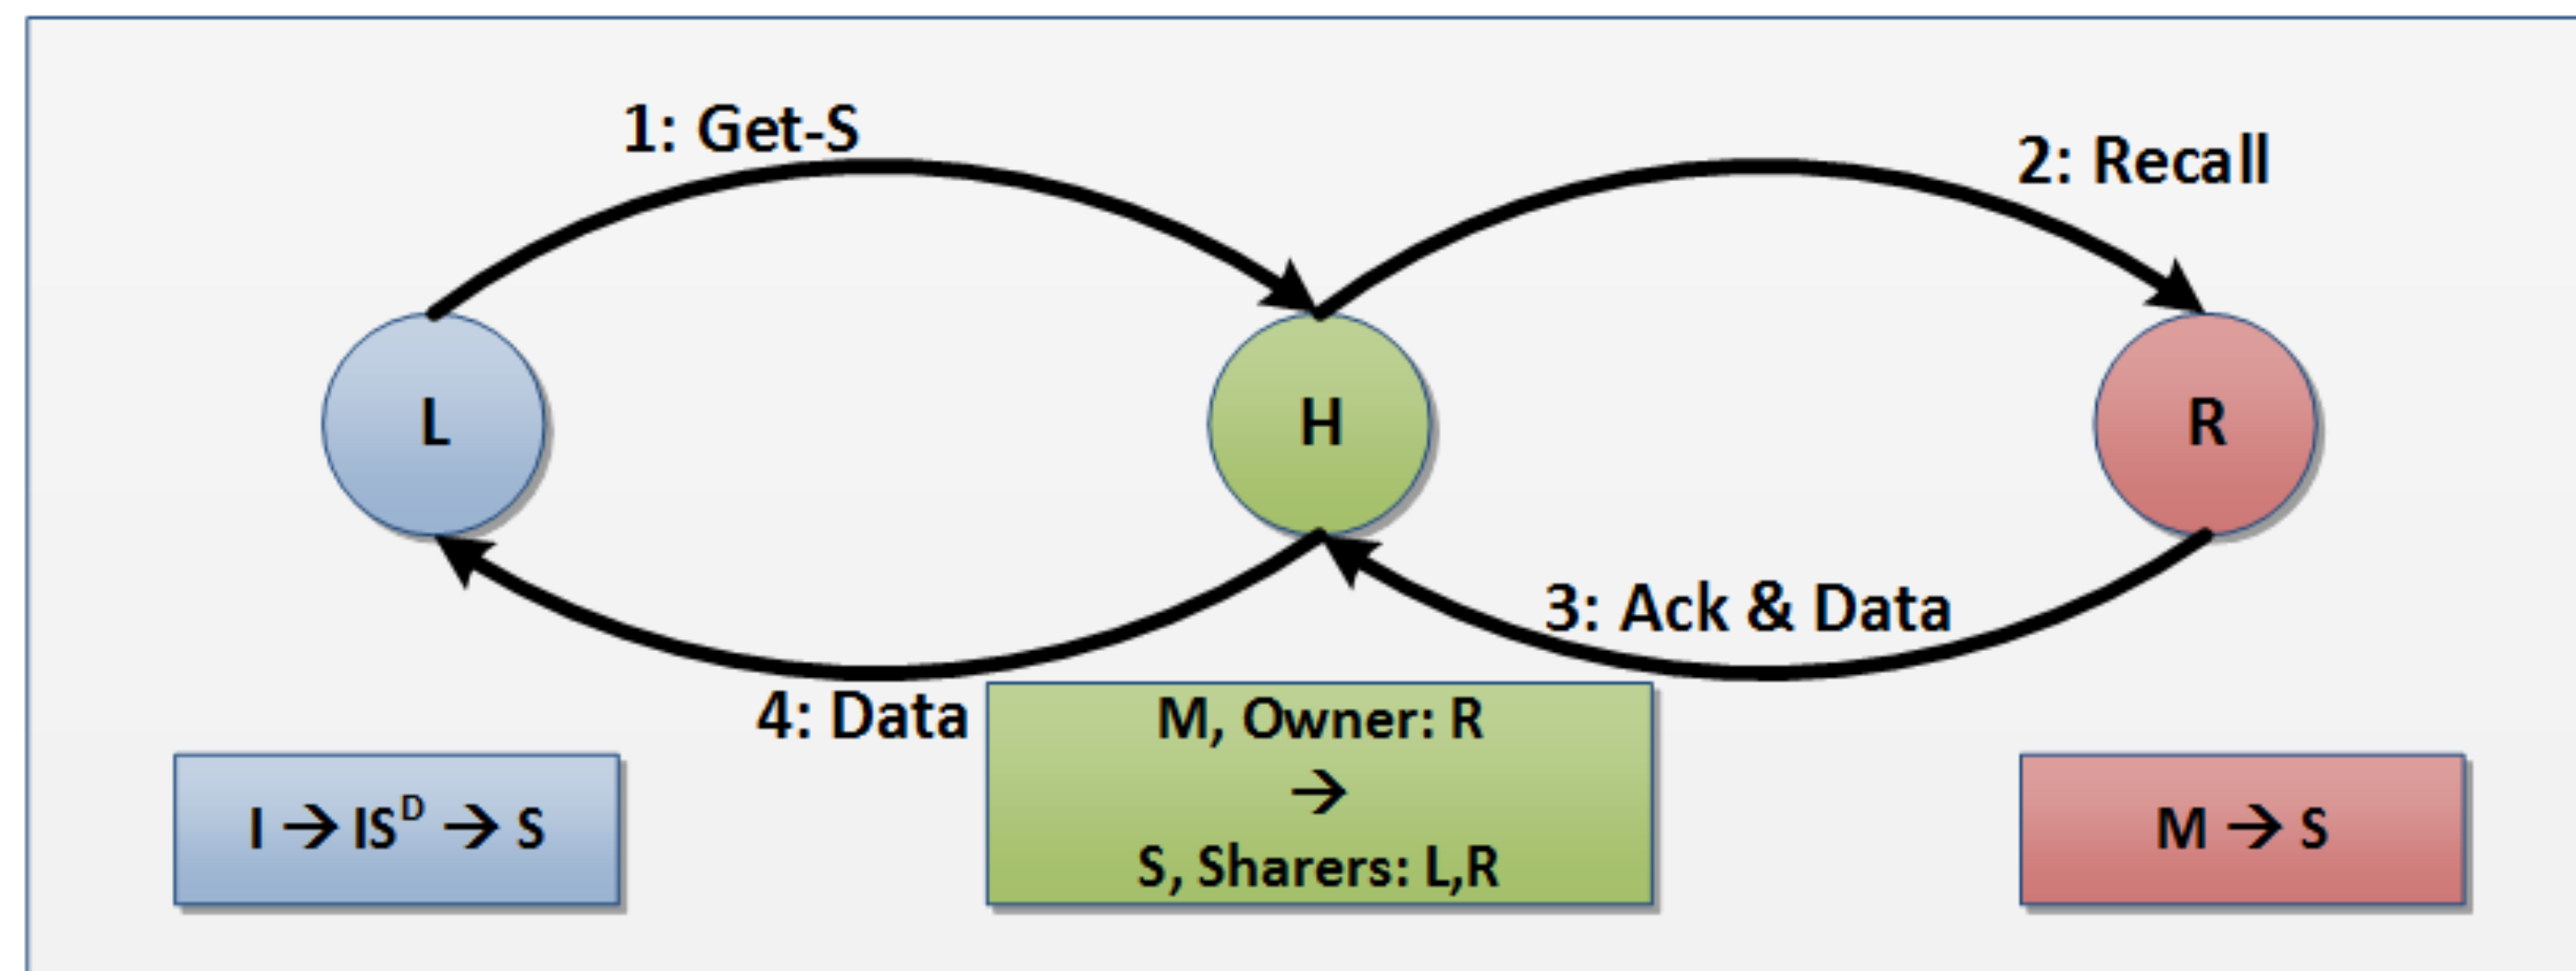 1: Get-S
2: Recall
L
H
R
3: Ack & Data
4: Data
M, Owner: R
→
S, Sharers: L,R
I → IS^D → S
M → S